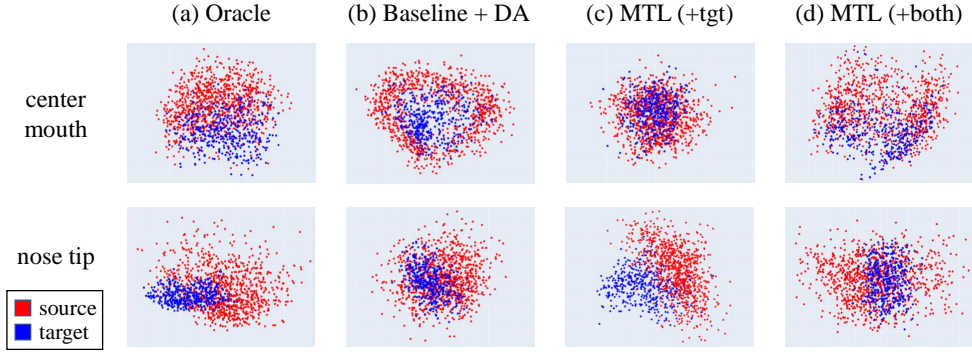 (a) Oracle
(b) Baseline + DA
(c) MTL (+tgt)
(d) MTL (+both)
center
mouth
nose tip
source
target